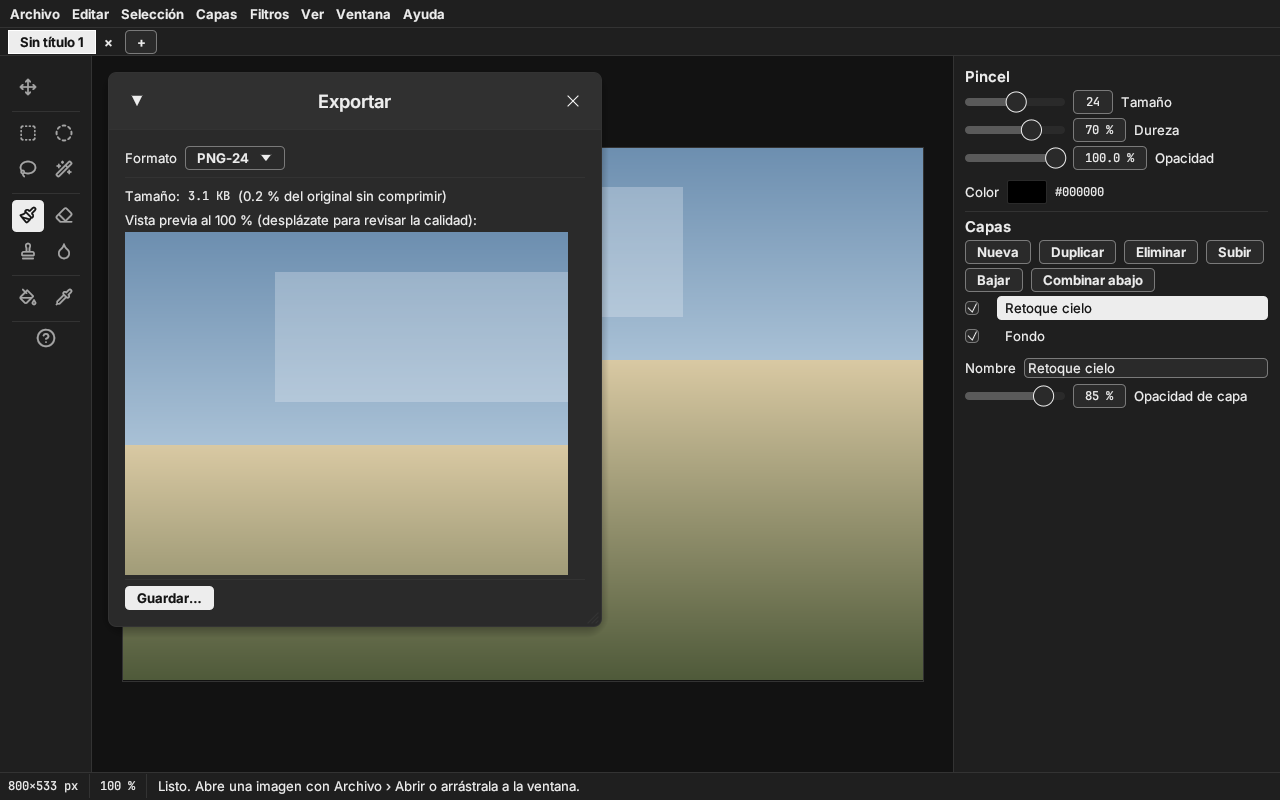 Archivo Editar Selección Capas Filtros Ver Ventana Ayuda
Sin título 1 × +
Exportar
Formato PNG-24
Tamaño: 3.1 KB (0.2 % del original sin comprimir)
Vista previa al 100 % (desplázate para revisar la calidad):
Guardar...
Pincel
24 Tamaño
70 % Dureza
100.0 % Opacidad
Color #000000
Capas
Nueva Duplicar Eliminar Subir
Bajar Combinar abajo
Retoque cielo
Fondo
Nombre Retoque cielo
85 % Opacidad de capa
800×533 px 100 % Listo. Abre una imagen con Archivo › Abrir o arrástrala a la ventana.